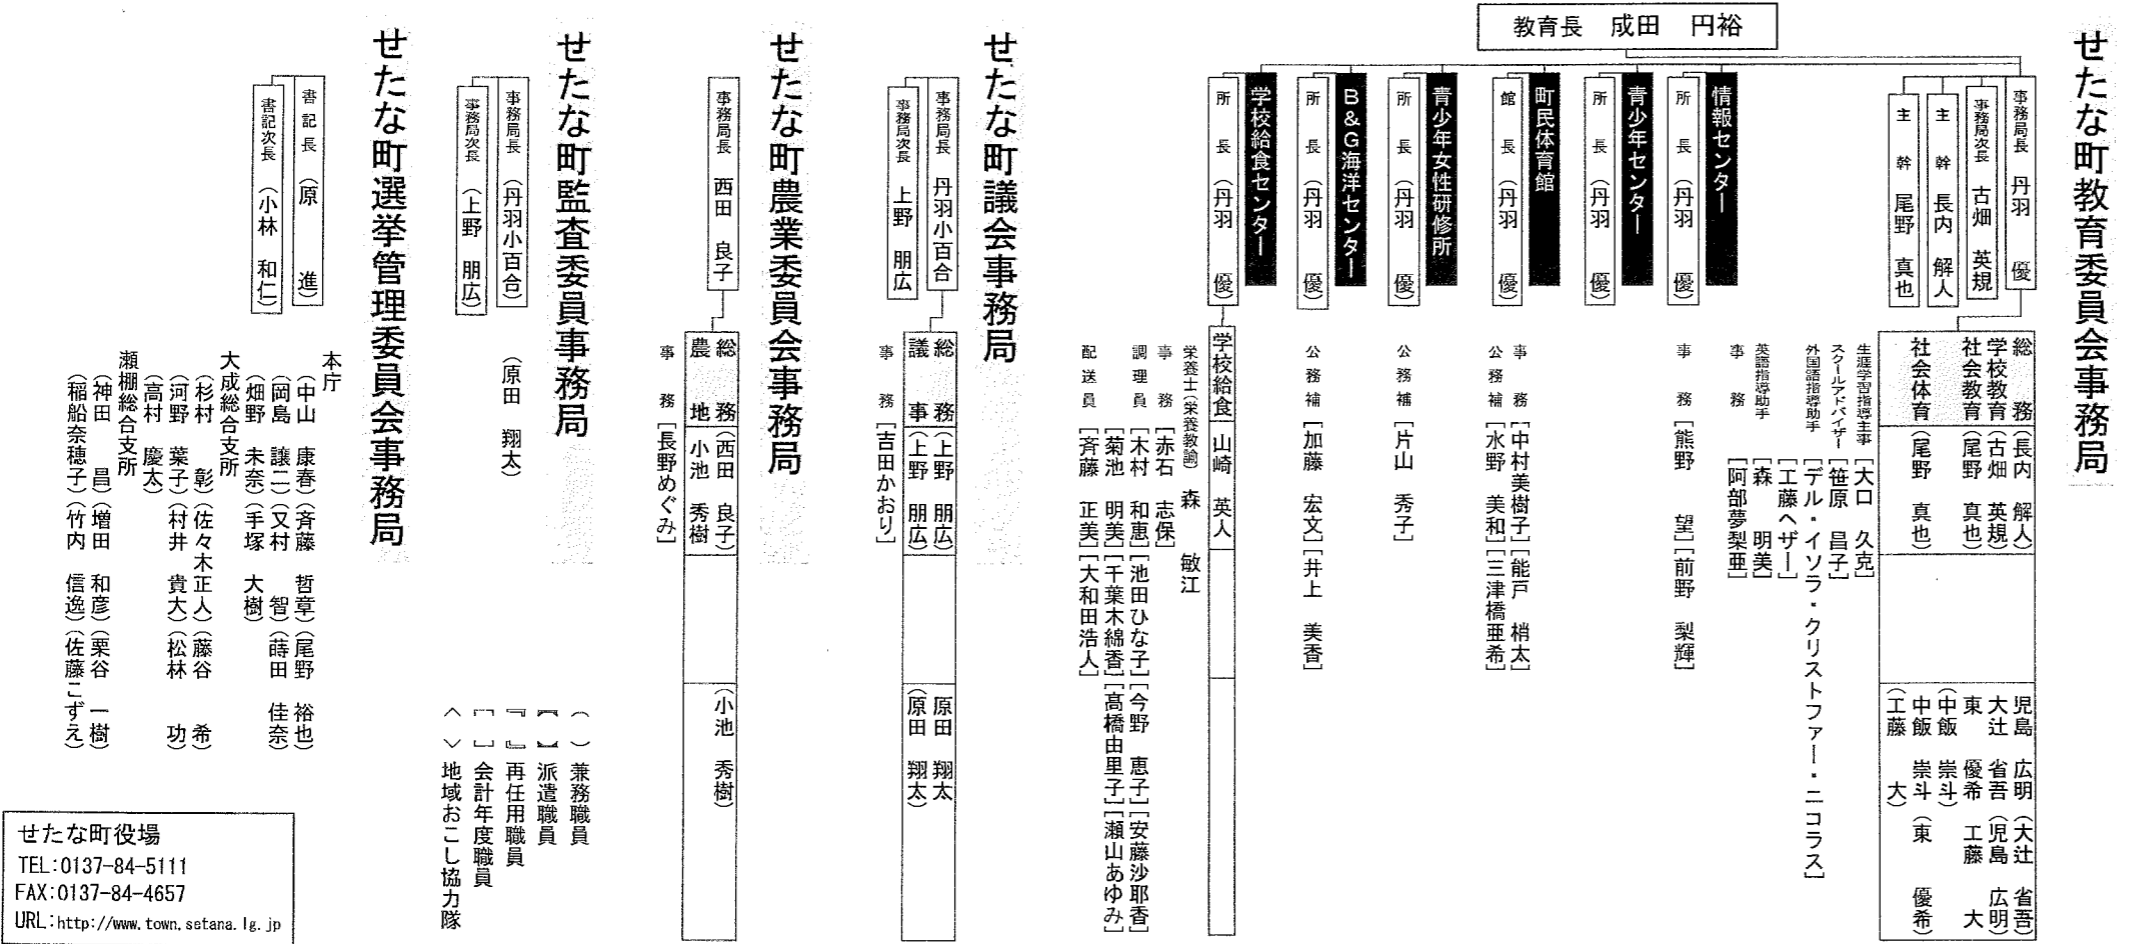 せたな町教育委員会事務局
教育長 成田 円裕
事務局長 丹羽 優
事務局次長 古畑 英規
主幹 長内 解人
主幹 尾野 真也
総務 (長内 解人) 児島 広明 (大辻 省吾)
学校教育 (古畑 英規) 大辻 省吾 (児島 広明)
社会教育 (尾野 真也) 東 優希 工藤 大
(中飯 崇斗)
社会体育 (尾野 真也) 中飯 崇斗 (東 優希)
(工藤 大)
生涯学習指導主事 [大口 久克]
スクールアドバイザー [笹原 昌子]
外国語指導助手 [デル・イソラ・クリストファー・ニコラス]
[工藤ヘザー]
英語指導助手 [森 明美]
事務 [阿部夢梨亜]
情報センター
所長 (丹羽 優)
事務 [熊野 望] [前野 梨輝]
青少年センター
所長 (丹羽 優)
町民体育館
館長 (丹羽 優)
事務 [中村美樹子] [能戸 梢太]
公務補 [水野 美和] [三津橋亜希]
青少年女性研修所
所長 (丹羽 優)
公務補 [片山 秀子]
B&G海洋センター
所長 (丹羽 優)
公務補 [加藤 宏文] [井上 美香]
学校給食センター
所長 (丹羽 優)
学校給食 山崎 英人
栄養士(栄養教諭) 森 敏江
事務 [赤石 志保]
調理員 [木村 和恵] [池田ひな子] [今野 恵子] [安藤沙耶香]
[菊池 明美] [千葉木綿香] [髙橋由里子] [瀬山あゆみ]
配送員 [斉藤 正美] [大和田浩人]
せたな町議会事務局
事務局長 丹羽小百合
事務局次長 上野 朋広
総務 (上野 朋広) 原田 翔太
議事 (上野 朋広) (原田 翔太)
事務 [吉田かおり]
せたな町農業委員会事務局
事務局長 西田 良子
総務 (西田 良子) (小池 秀樹)
農地 小池 秀樹
事務 [長野めぐみ]
せたな町監査委員事務局
事務局長 (丹羽小百合)
(原田 翔太)
事務局次長 (上野 朋広)
( ) 兼務職員
【 】 派遣職員
『 』 再任用職員
[ ] 会計年度職員
< > 地域おこし協力隊
せたな町選挙管理委員会事務局
書記長 (原 進)
書記次長 (小林 和仁)
本庁
(中山 康春) (斉藤 哲章) (尾野 裕也)
(岡島 譲二) (又村 智) (蒔田 佳奈)
(畑野 未奈) (手塚 大樹)
大成総合支所
(杉村 彰) (佐々木正人) (藤谷 希)
(河野 葉子) (村井 貴大) (松林 功)
(高村 慶太)
瀬棚総合支所
(神田 昌) (増田 和彦) (栗谷 一樹)
(稲船奈穂子) (竹内 信逸) (佐藤こずえ)
せたな町役場
TEL:0137-84-5111
FAX:0137-84-4657
URL:http://www.town.setana.lg.jp